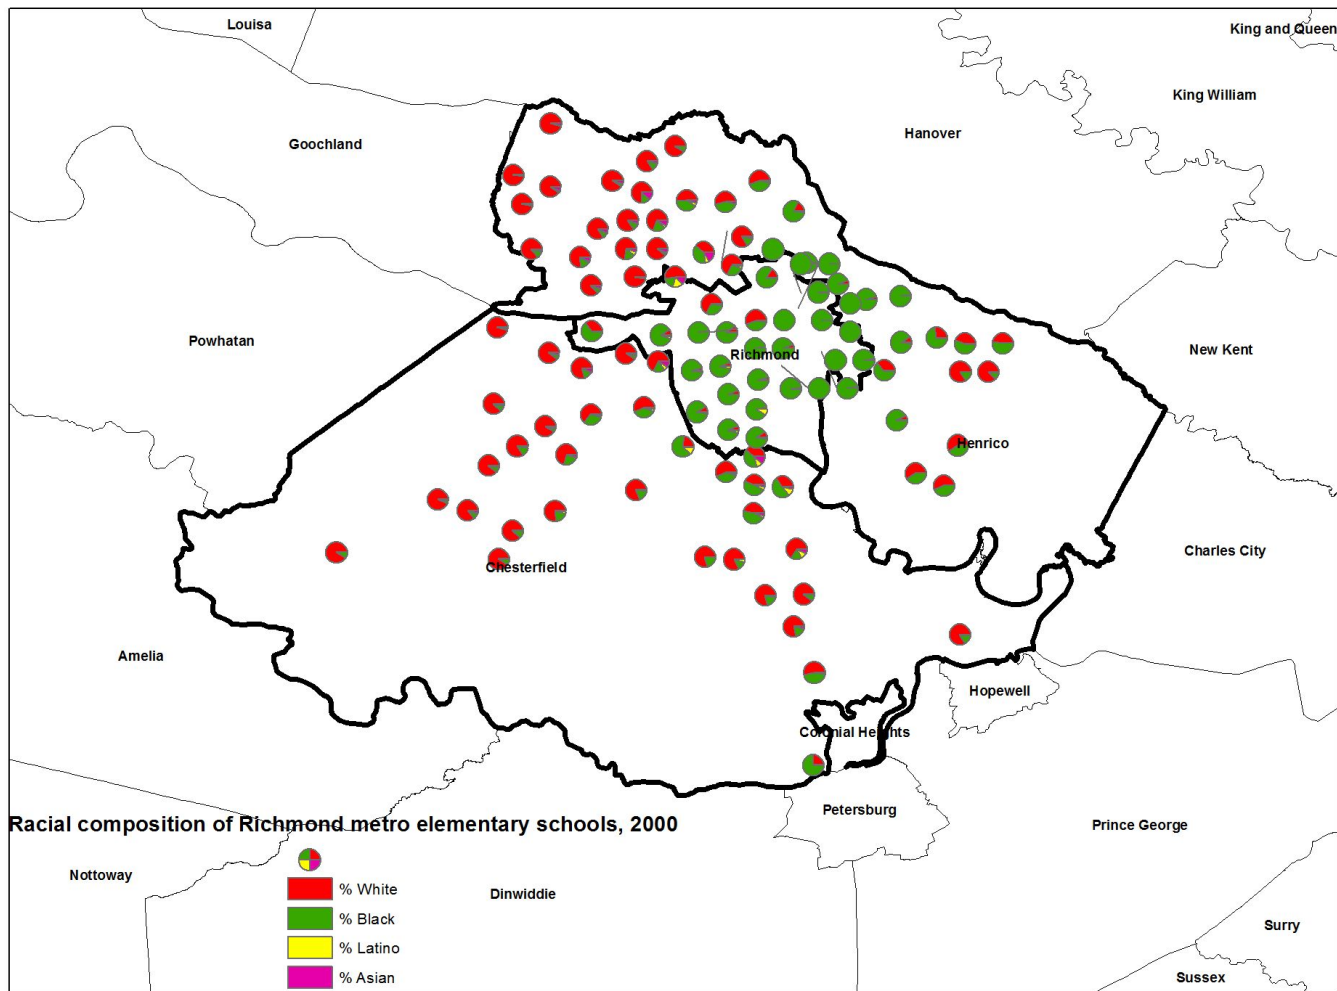 Louisa
King and Queen
King William
Hanover
Goochland
Powhatan
New Kent
Richmond
Henrico
Charles City
Chesterfield
Amelia
Hopewell
Colonial Heights
Petersburg
Prince George
Racial composition of Richmond metro elementary schools, 2000
Nottoway
Dinwiddie
% White
% Black
% Latino
% Asian
Surry
Sussex